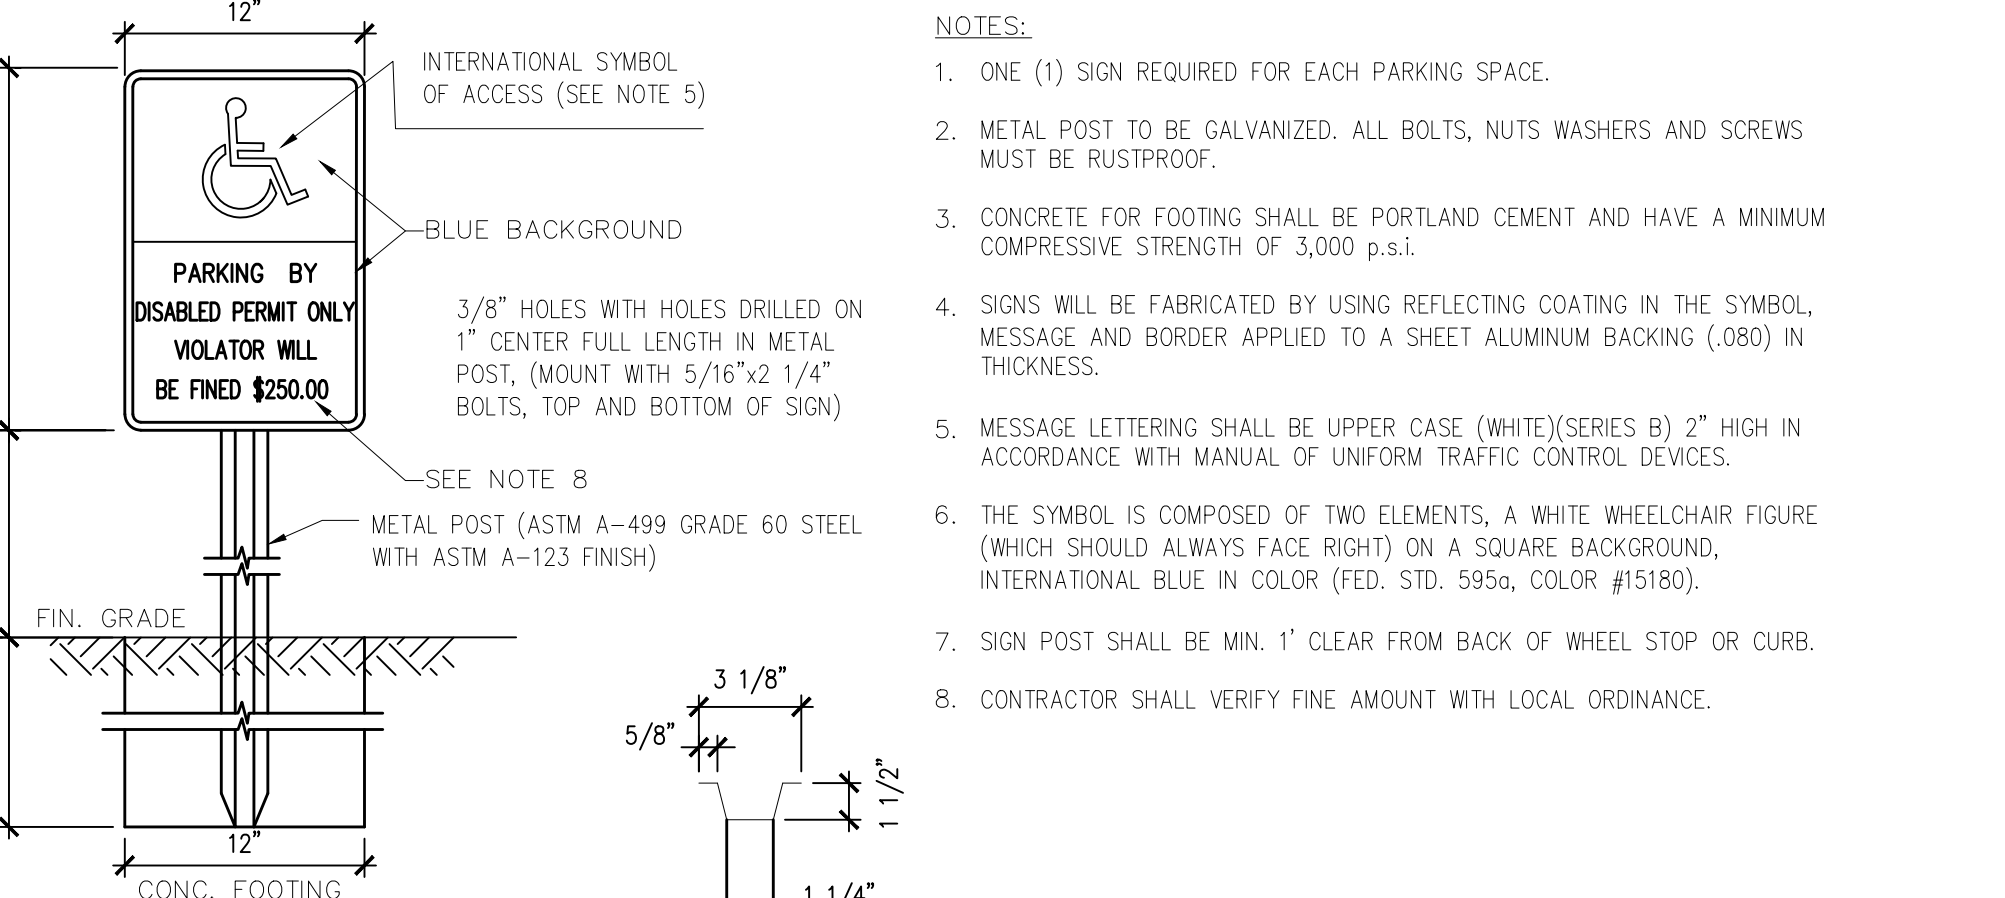 12"
INTERNATIONAL SYMBOL
OF ACCESS (SEE NOTE 5)
BLUE BACKGROUND
PARKING BY
DISABLED PERMIT ONLY
VIOLATOR WILL
BE FINED $250.00
3/8" HOLES WITH HOLES DRILLED ON
1" CENTER FULL LENGTH IN METAL
POST, (MOUNT WITH 5/16"x2 1/4"
BOLTS, TOP AND BOTTOM OF SIGN)
SEE NOTE 8
METAL POST (ASTM A-499 GRADE 60 STEEL
WITH ASTM A-123 FINISH)
FIN. GRADE
12"
CONC. FOOTING
3 1/8"
5/8"
1 1/2"
1 1/4"
NOTES:
1. ONE (1) SIGN REQUIRED FOR EACH PARKING SPACE.
2. METAL POST TO BE GALVANIZED. ALL BOLTS, NUTS WASHERS AND SCREWS
MUST BE RUSTPROOF.
3. CONCRETE FOR FOOTING SHALL BE PORTLAND CEMENT AND HAVE A MINIMUM
COMPRESSIVE STRENGTH OF 3,000 p.s.i.
4. SIGNS WILL BE FABRICATED BY USING REFLECTING COATING IN THE SYMBOL,
MESSAGE AND BORDER APPLIED TO A SHEET ALUMINUM BACKING (.080) IN
THICKNESS.
5. MESSAGE LETTERING SHALL BE UPPER CASE (WHITE)(SERIES B) 2" HIGH IN
ACCORDANCE WITH MANUAL OF UNIFORM TRAFFIC CONTROL DEVICES.
6. THE SYMBOL IS COMPOSED OF TWO ELEMENTS, A WHITE WHEELCHAIR FIGURE
(WHICH SHOULD ALWAYS FACE RIGHT) ON A SQUARE BACKGROUND,
INTERNATIONAL BLUE IN COLOR (FED. STD. 595a, COLOR #15180).
7. SIGN POST SHALL BE MIN. 1' CLEAR FROM BACK OF WHEEL STOP OR CURB.
8. CONTRACTOR SHALL VERIFY FINE AMOUNT WITH LOCAL ORDINANCE.